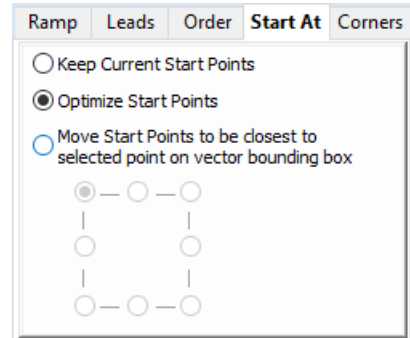 Ramp Leads Order Start At Corners
Keep Current Start Points
Optimize Start Points
Move Start Points to be closest to
selected point on vector bounding box